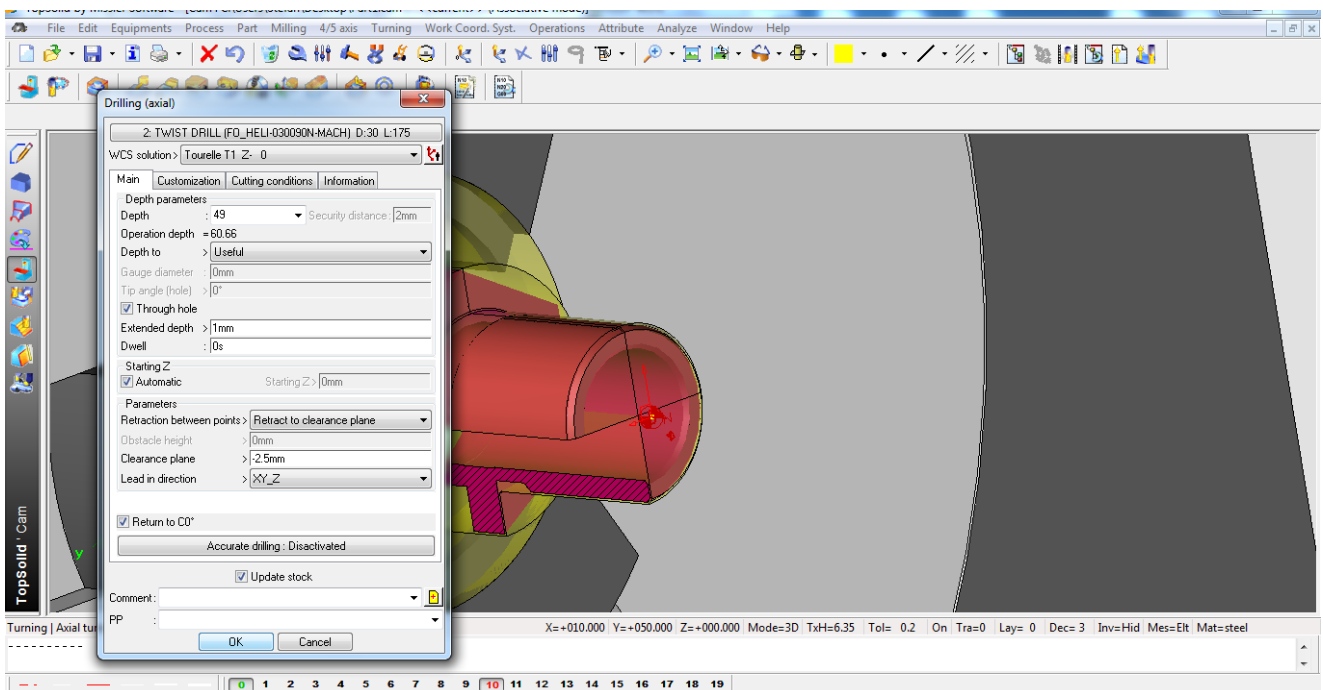 File Edit Equipments Process Part Milling 4/5 axis Turning Work Coord. Syst. Operations Attribute Analyze Window Help
Drilling (axial)
2: TWIST DRILL (FO_HELI-030090N-MACH) D:30 L:175
WCS solution > Tourelle T1 Z- 0
Main Customization Cutting conditions Information
Depth parameters
Depth : 49 Security distance : 2mm
Operation depth = 60.66
Depth to > Useful
Gauge diameter : 0mm
Tip angle (hole) > 0°
Through hole
Extended depth > 1mm
Dwell : 0s
Starting Z
Automatic Starting Z > 0mm
Parameters
Retraction between points > Retract to clearance plane
Obstacle height > 0mm
Clearance plane > -2.5mm
Lead in direction > XY_Z
Return to C0°
Accurate drilling : Disactivated
Update stock
Comment :
PP :
OK Cancel
TopSolid ' Cam
y
Turning | Axial tur
X=+010.000 Y=+050.000 Z=+000.000 Mode=3D TxH=6.35 Tol= 0.2 On Tra=0 Lay= 0 Dec= 3 Inv=Hid Mes=Elt Mat=steel
0 1 2 3 4 5 6 7 8 9 10 11 12 13 14 15 16 17 18 19